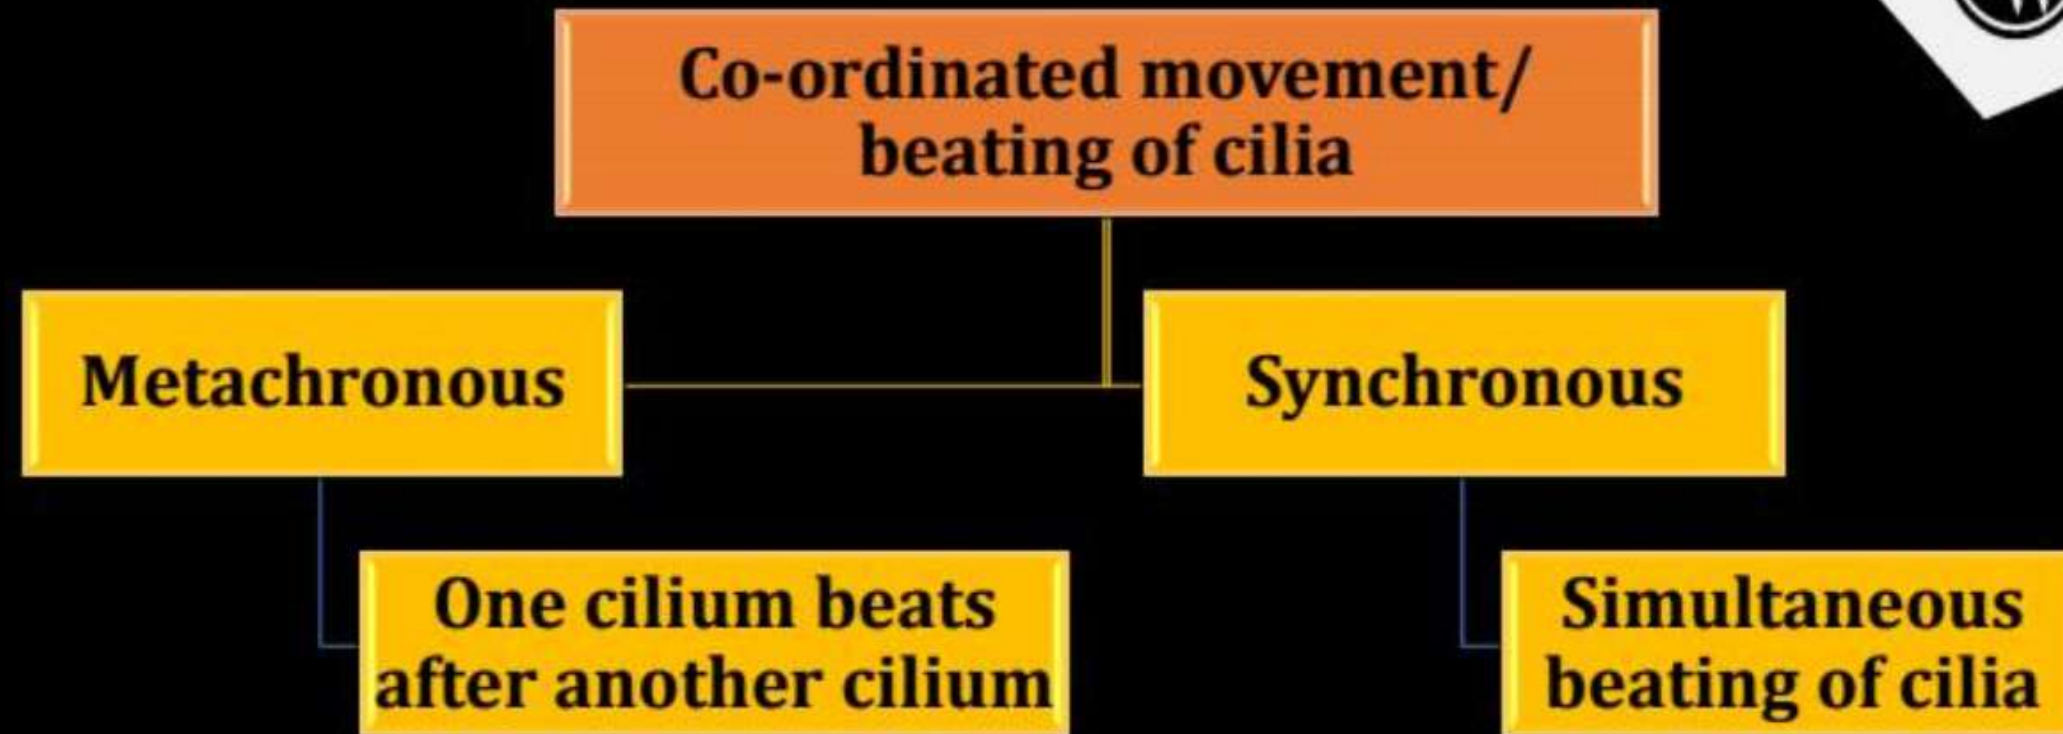 Co-ordinated movement/
beating of cilia
Metachronous
Synchronous
One cilium beats
after another cilium
Simultaneous
beating of cilia